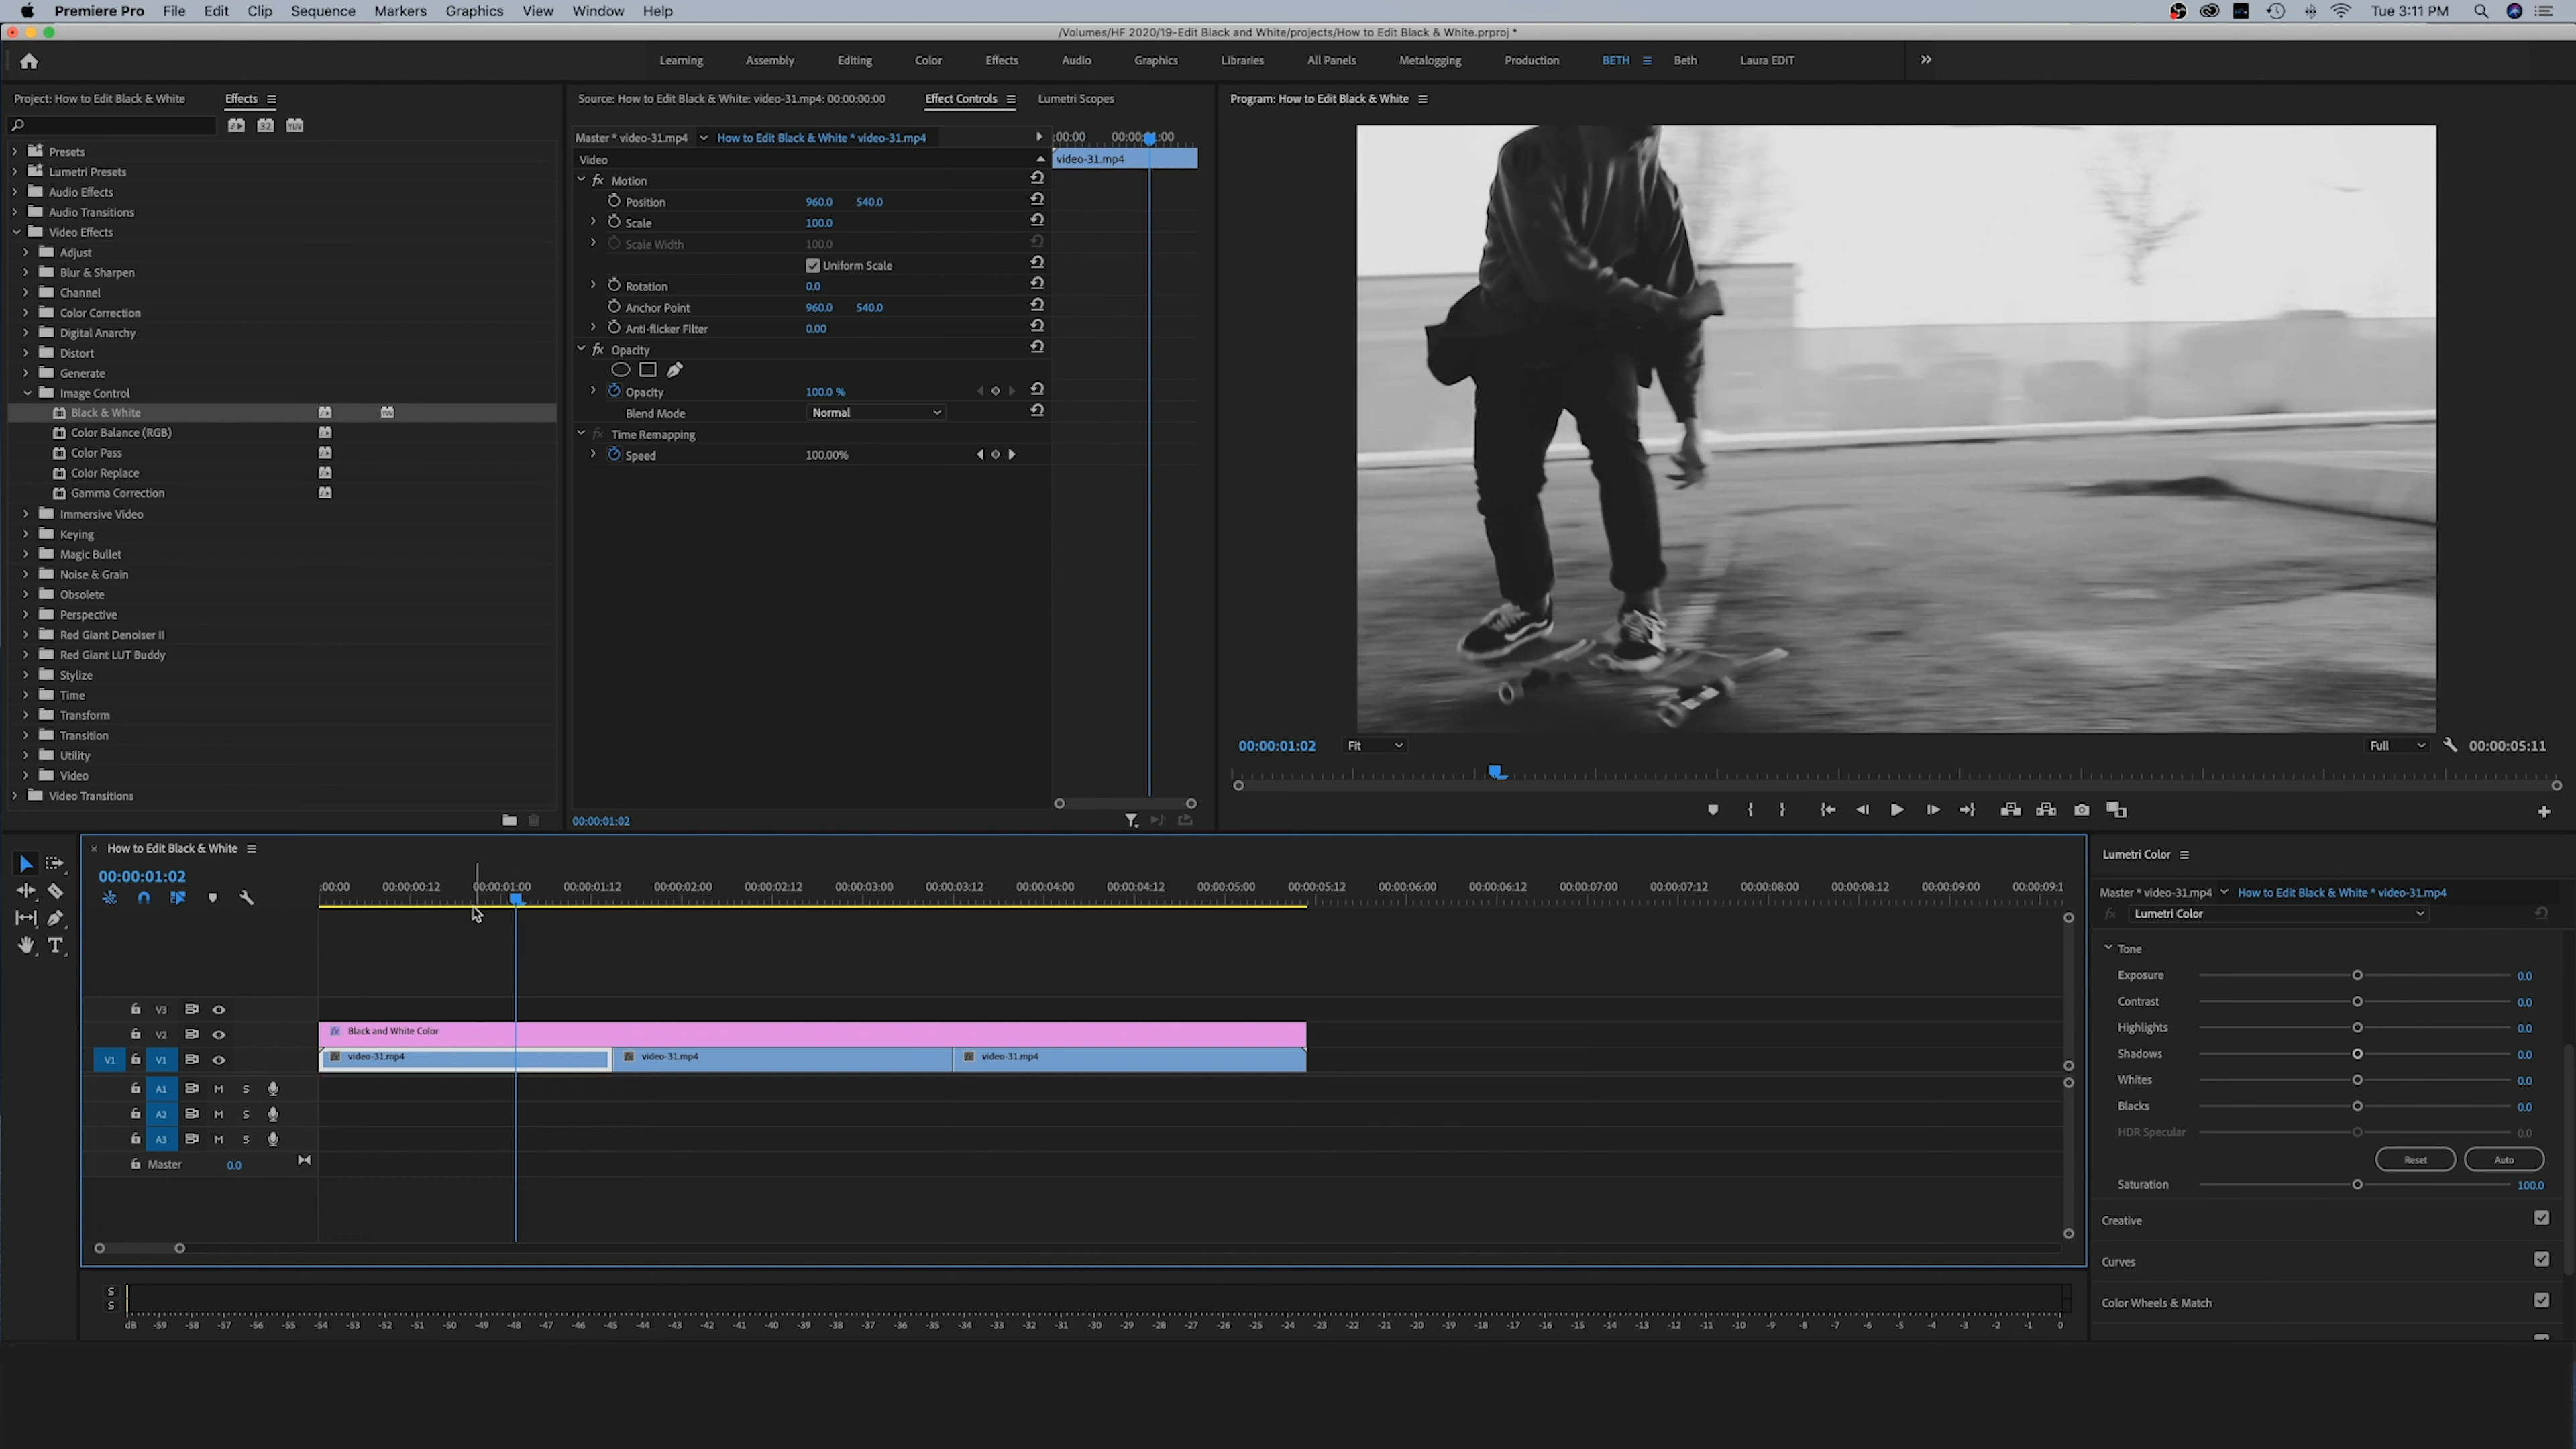 Premiere Pro File Edit Clip Sequence Markers Graphics View Window Help Tue 3:11 PM
/Volumes/HF 2020/19-Edit Black and White/projects/How to Edit Black & White.prproj *
Learning Assembly Editing Color Effects Audio Graphics Libraries All Panels Metalogging Production BETH Beth Laura EDIT
Project: How to Edit Black & White Effects
32 YUV
Presets
Lumetri Presets
Audio Effects
Audio Transitions
Video Effects
Adjust
Blur & Sharpen
Channel
Color Correction
Digital Anarchy
Distort
Generate
Image Control
Black & White
Color Balance (RGB)
Color Pass
Color Replace
Gamma Correction
Immersive Video
Keying
Magic Bullet
Noise & Grain
Obsolete
Perspective
Red Giant Denoiser II
Red Giant LUT Buddy
Stylize
Time
Transform
Transition
Utility
Video
Video Transitions
Source: How to Edit Black & White: video-31.mp4: 00:00:00:00 Effect Controls Lumetri Scopes
Master * video-31.mp4 How to Edit Black & White * video-31.mp4
Video video-31.mp4
fx Motion
Position 960.0 540.0
Scale 100.0
Scale Width 100.0
Uniform Scale
Rotation 0.0
Anchor Point 960.0 540.0
Anti-flicker Filter 0.00
fx Opacity
Opacity 100.0 %
Blend Mode Normal
fx Time Remapping
Speed 100.00%
00:00:01:02
Program: How to Edit Black & White
00:00:01:02 Fit Full 00:00:05:11
How to Edit Black & White
00:00:01:02
:00:00 00:00:00:12 00:00:01:00 00:00:01:12 00:00:02:00 00:00:02:12 00:00:03:00 00:00:03:12 00:00:04:00 00:00:04:12 00:00:05:00 00:00:05:12 00:00:06:00 00:00:06:12 00:00:07:00 00:00:07:12 00:00:08:00 00:00:08:12 00:00:09:00 00:00:09:1
V3
V2 fx Black and White Color
V1 V1 video-31.mp4 video-31.mp4 video-31.mp4
A1 M S
A2 M S
A3 M S
Master 0.0
S
S
dB -59 -58 -57 -56 -55 -54 -53 -52 -51 -50 -49 -48 -47 -46 -45 -44 -43 -42 -41 -40 -39 -38 -37 -36 -35 -34 -33 -32 -31 -30 -29 -28 -27 -26 -25 -24 -23 -22 -21 -20 -19 -18 -17 -16 -15 -14 -13 -12 -11 -10 -9 -8 -7 -6 -5 -4 -3 -2 -1 0
Lumetri Color
Master * video-31.mp4 How to Edit Black & White * video-31.mp4
fx Lumetri Color
Tone
Exposure 0.0
Contrast 0.0
Highlights 0.0
Shadows 0.0
Whites 0.0
Blacks 0.0
HDR Specular 0.0
Reset Auto
Saturation 100.0
Creative
Curves
Color Wheels & Match